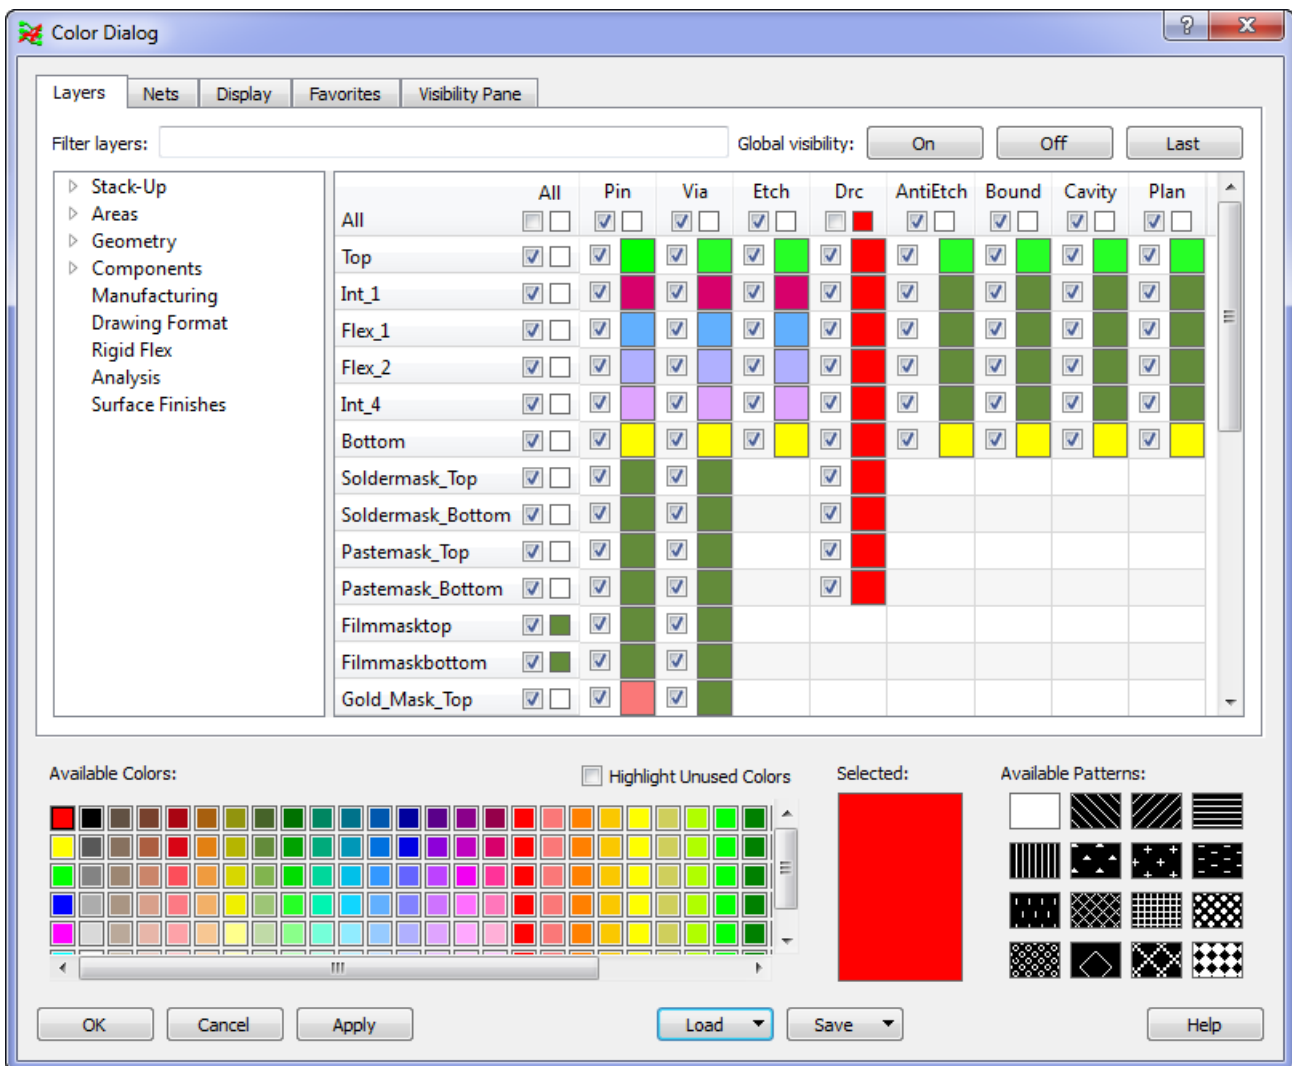 Color Dialog
Layers Nets Display Favorites Visibility Pane
Filter layers: Global visibility: On Off Last
Stack-Up
Areas
Geometry
Components
Manufacturing
Drawing Format
Rigid Flex
Analysis
Surface Finishes
All Pin Via Etch Drc AntiEtch Bound Cavity Plan
All
Top
Int_1
Flex_1
Flex_2
Int_4
Bottom
Soldermask_Top
Soldermask_Bottom
Pastemask_Top
Pastemask_Bottom
Filmmasktop
Filmmaskbottom
Gold_Mask_Top
Available Colors: Highlight Unused Colors Selected: Available Patterns:
OK Cancel Apply Load Save Help